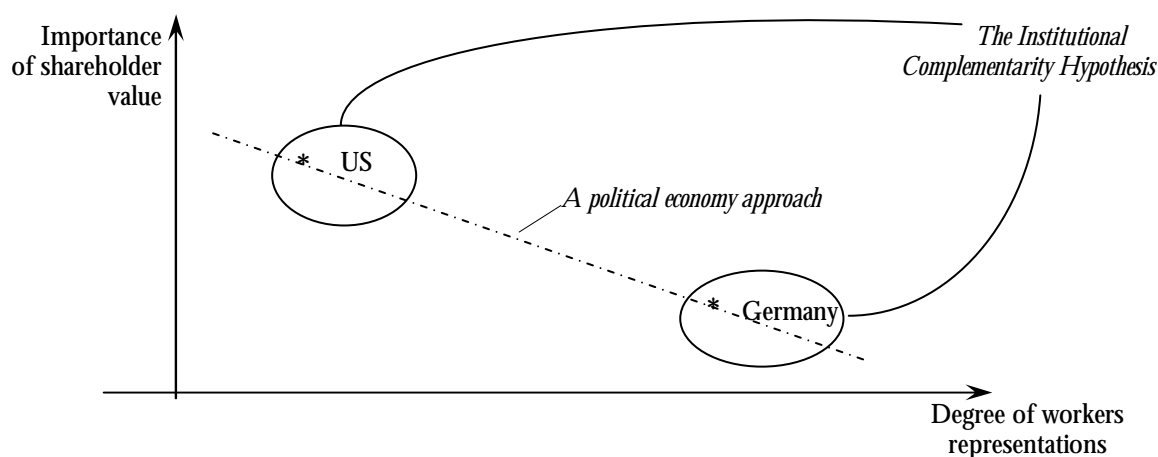 Importance
of shareholder
value
The Institutional
Complementarity Hypothesis
* US
A political economy approach
* Germany
Degree of workers
representations